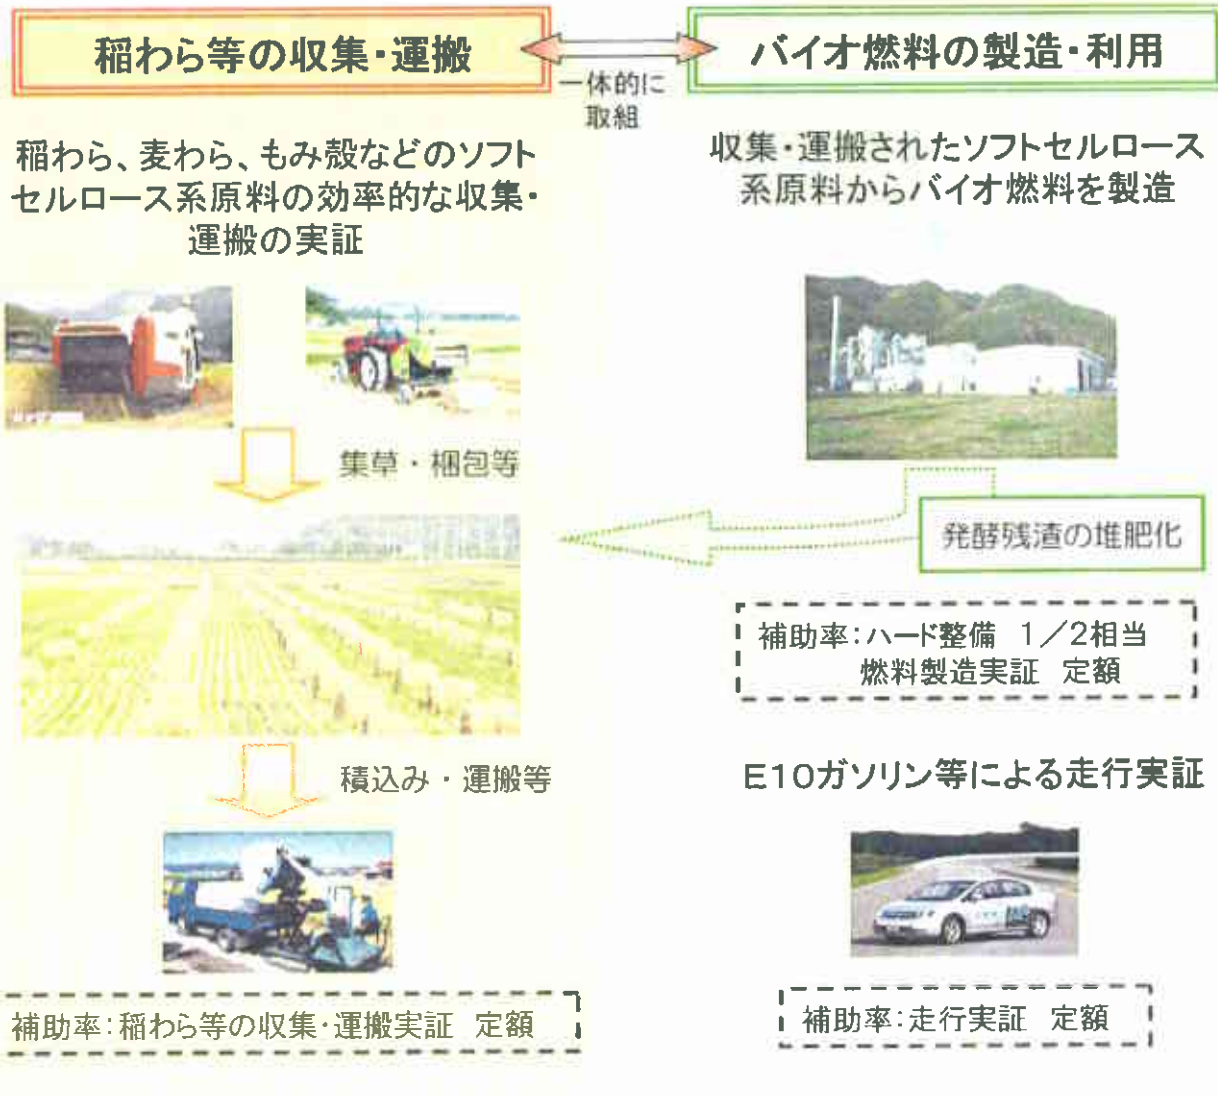 稲わら等の収集・運搬
一体的に
取組
バイオ燃料の製造・利用
稲わら、麦わら、もみ殻などのソフト
セルロース系原料の効率的な収集・
運搬の実証
集草・梱包等
積込み・運搬等
補助率：稲わら等の収集・運搬実証　定額
収集・運搬されたソフトセルロース
系原料からバイオ燃料を製造
発酵残渣の堆肥化
補助率：ハード整備　１／２相当
燃料製造実証　定額
E10ガソリン等による走行実証
補助率：走行実証　定額